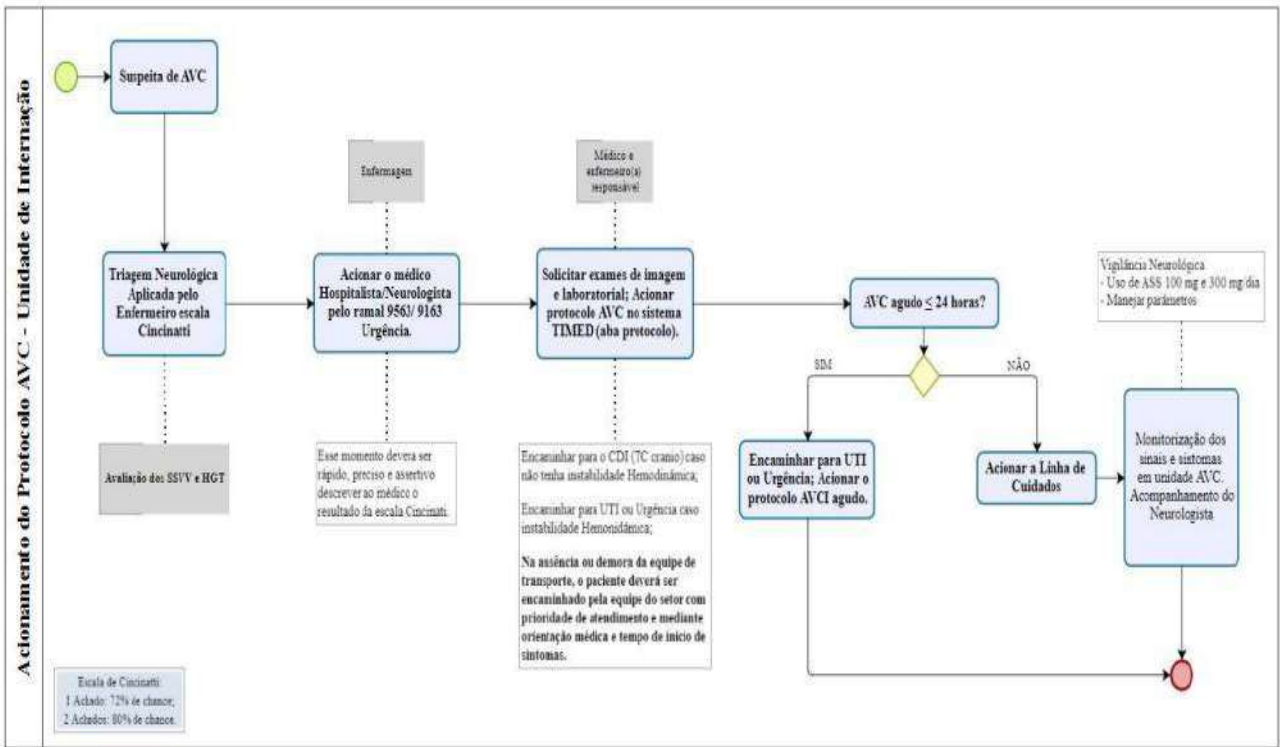 Acionamento do Protocolo AVC - Unidade de Internação
Suspeita de AVC
Triagem Neurológica
Aplicada pelo
Enfermeiro escala
Cincinatti
Avaliação dos SSVV e HGT
Enfermagem
Acionar o médico
Hospitalista/Neurologista
pelo ramal 9563/ 9163
Urgência.
Esse momento devera ser
rápido, preciso e assertivo
descrever ao médico o
resultado da escala Cincinati.
Médico e
enfermeiro(a)
responsável
Solicitar exames de imagem
e laboratorial; Acionar
protocolo AVC no sistema
TIMED (aba protocolo).
Encaminhar para o CDI (TC cranio) caso
não tenha instabilidade Hemodinâmica;
Encaminhar para UTI ou Urgência caso
instabilidade Hemonidâmica;
Na assência ou demora da equipe de
transporte, o paciente deverá ser
encaminhado pela equipe do setor com
prioridade de atendimento e mediante
orientação médica e tempo de inicio de
sintomas.
AVC agudo ≤ 24 horas?
SIM
NÃO
Encaminhar para UTI
ou Urgência; Acionar o
protocolo AVCI agudo.
Acionar a Linha de
Cuidados
Vigilância Neurológica
- Uso de ASS 100 mg e 300 mg/dia
- Manejar parâmetros
Monitorização dos
sinais e sintomas
em unidade AVC.
Acompanhamento do
Neurologista
Escala de Cincinatti:
1 Achado: 72% de chance;
2 Achados: 80% de chance.